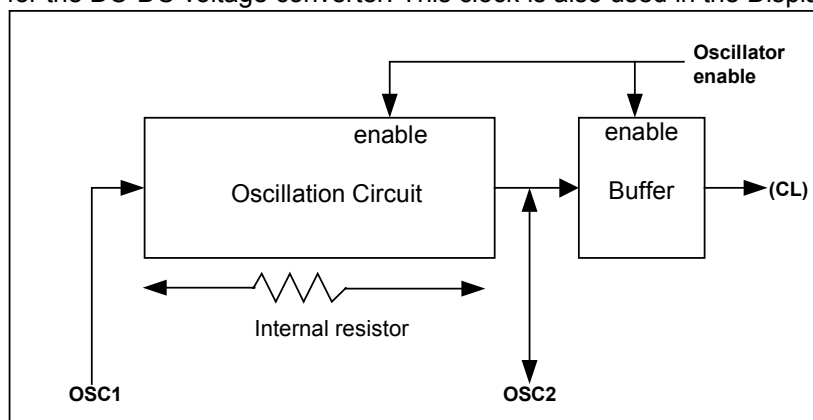 for the DC-DC voltage converter. This clock is also used in the Displa
Oscillator
enable
enable
enable
Oscillation Circuit
Buffer
(CL)
Internal resistor
OSC1
OSC2